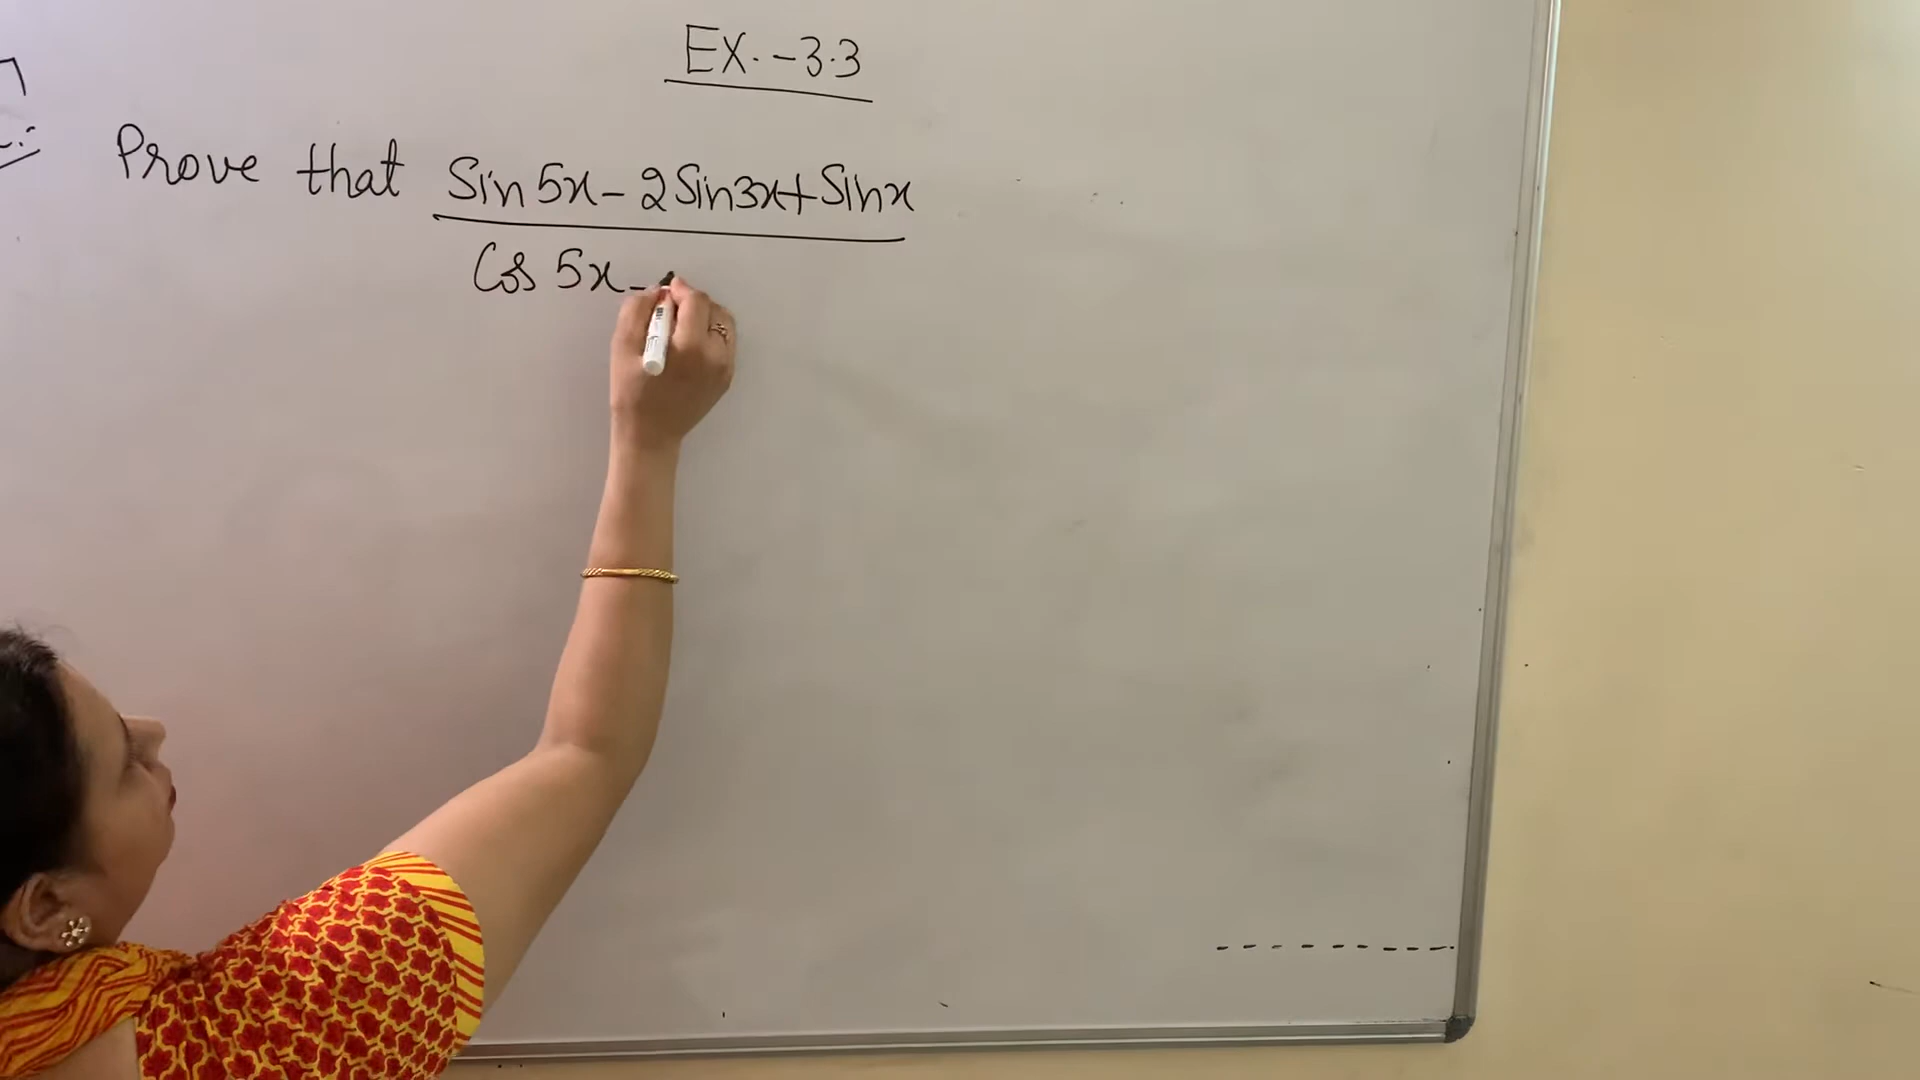 EX. - 3.3
Prove that Sin 5x - 2 Sin3x + Sinx
Cos 5x -